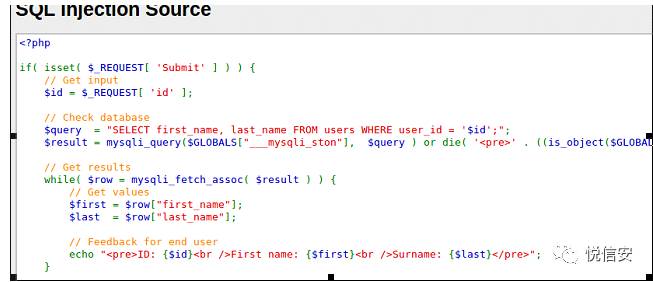 SQL Injection Source
<?php
if( isset( $_REQUEST[ 'Submit' ] ) ) {
    // Get input
    $id = $_REQUEST[ 'id' ];
    // Check database
    $query  = "SELECT first_name, last_name FROM users WHERE user_id = '$id';";
    $result = mysqli_query($GLOBALS["___mysqli_ston"],  $query ) or die( '<pre>' . ((is_object($GLOBAL
    // Get results
    while( $row = mysqli_fetch_assoc( $result ) ) {
        // Get values
        $first = $row["first_name"];
        $last  = $row["last_name"];
        // Feedback for end user
        echo "<pre>ID: {$id}<br />First name: {$first}<br />Surname: {$last}</pre>";
    }
悦信安